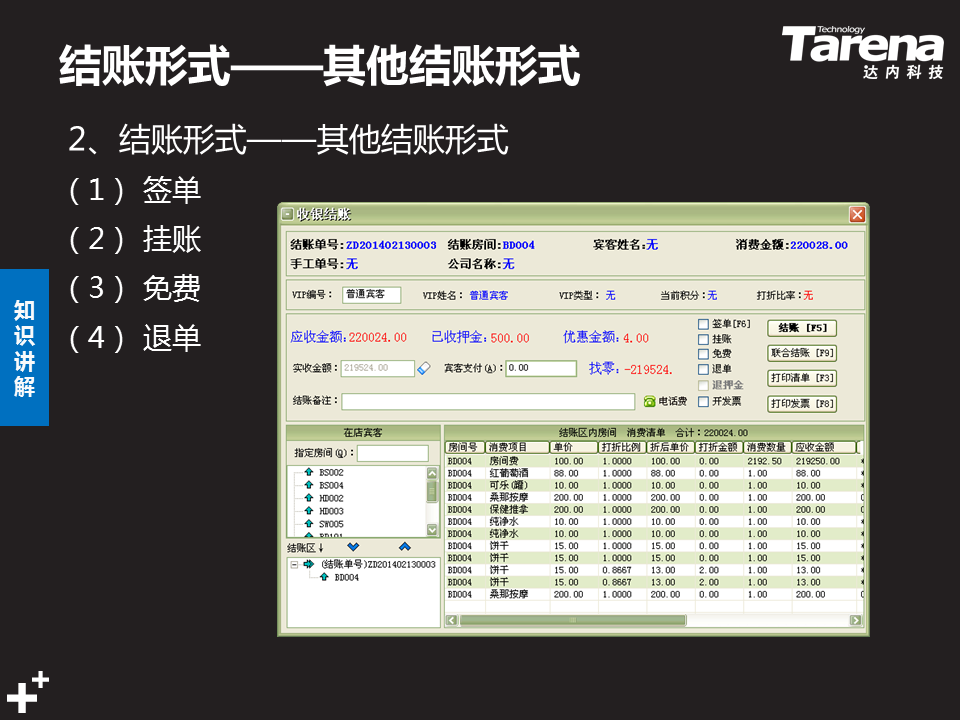 结账形式——其他结账形式
Technology
Tarena
达内科技
2、结账形式——其他结账形式
（1） 签单
（2） 挂账
（3） 免费
（4） 退单
知识讲解
收银结账
结账单号:ZD201402130003 结账房间:BD004 宾客姓名:无 消费金额:220028.00
手工单号:无 公司名称:无
VIP编号: 普通宾客 VIP姓名: 普通宾客 VIP类型: 无 当前积分:无 打折比率:无
应收金额:220024.00 已收押金:500.00 优惠金额:4.00
实收金额: 219524.00 宾客支付(A): 0.00 找零: -219524.
结账备注: 电话费
签单[F6]
挂账
免费
退单
退押金
开发票
结账 [F5]
联合结账 [F9]
打印清单 [F3]
打印发票 [F8]
在店宾客
指定房间(Q):
BS002
BS004
HD002
HD003
SW005
结账区↓
(结账单号)ZD201402130003
BD004
结账区内房间 消费清单 合计:220024.00
房间号 消费项目 单价 打折比例 折后单价 打折金额 消费数量 应收金额
BD004 房间费 100.00 1.0000 100.00 0.00 2192.50 219250.00
BD004 红葡萄酒 88.00 1.0000 88.00 0.00 1.00 88.00
BD004 可乐(罐) 10.00 1.0000 10.00 0.00 1.00 10.00
BD004 桑那按摩 200.00 1.0000 200.00 0.00 1.00 200.00
BD004 保健推拿 200.00 1.0000 200.00 0.00 1.00 200.00
BD004 纯净水 10.00 1.0000 10.00 0.00 1.00 10.00
BD004 纯净水 10.00 1.0000 10.00 0.00 1.00 10.00
BD004 饼干 15.00 1.0000 15.00 0.00 1.00 15.00
BD004 饼干 15.00 1.0000 15.00 0.00 1.00 15.00
BD004 饼干 15.00 0.8667 13.00 2.00 1.00 13.00
BD004 饼干 15.00 0.8667 13.00 2.00 1.00 13.00
BD004 桑那按摩 200.00 1.0000 200.00 0.00 1.00 200.00